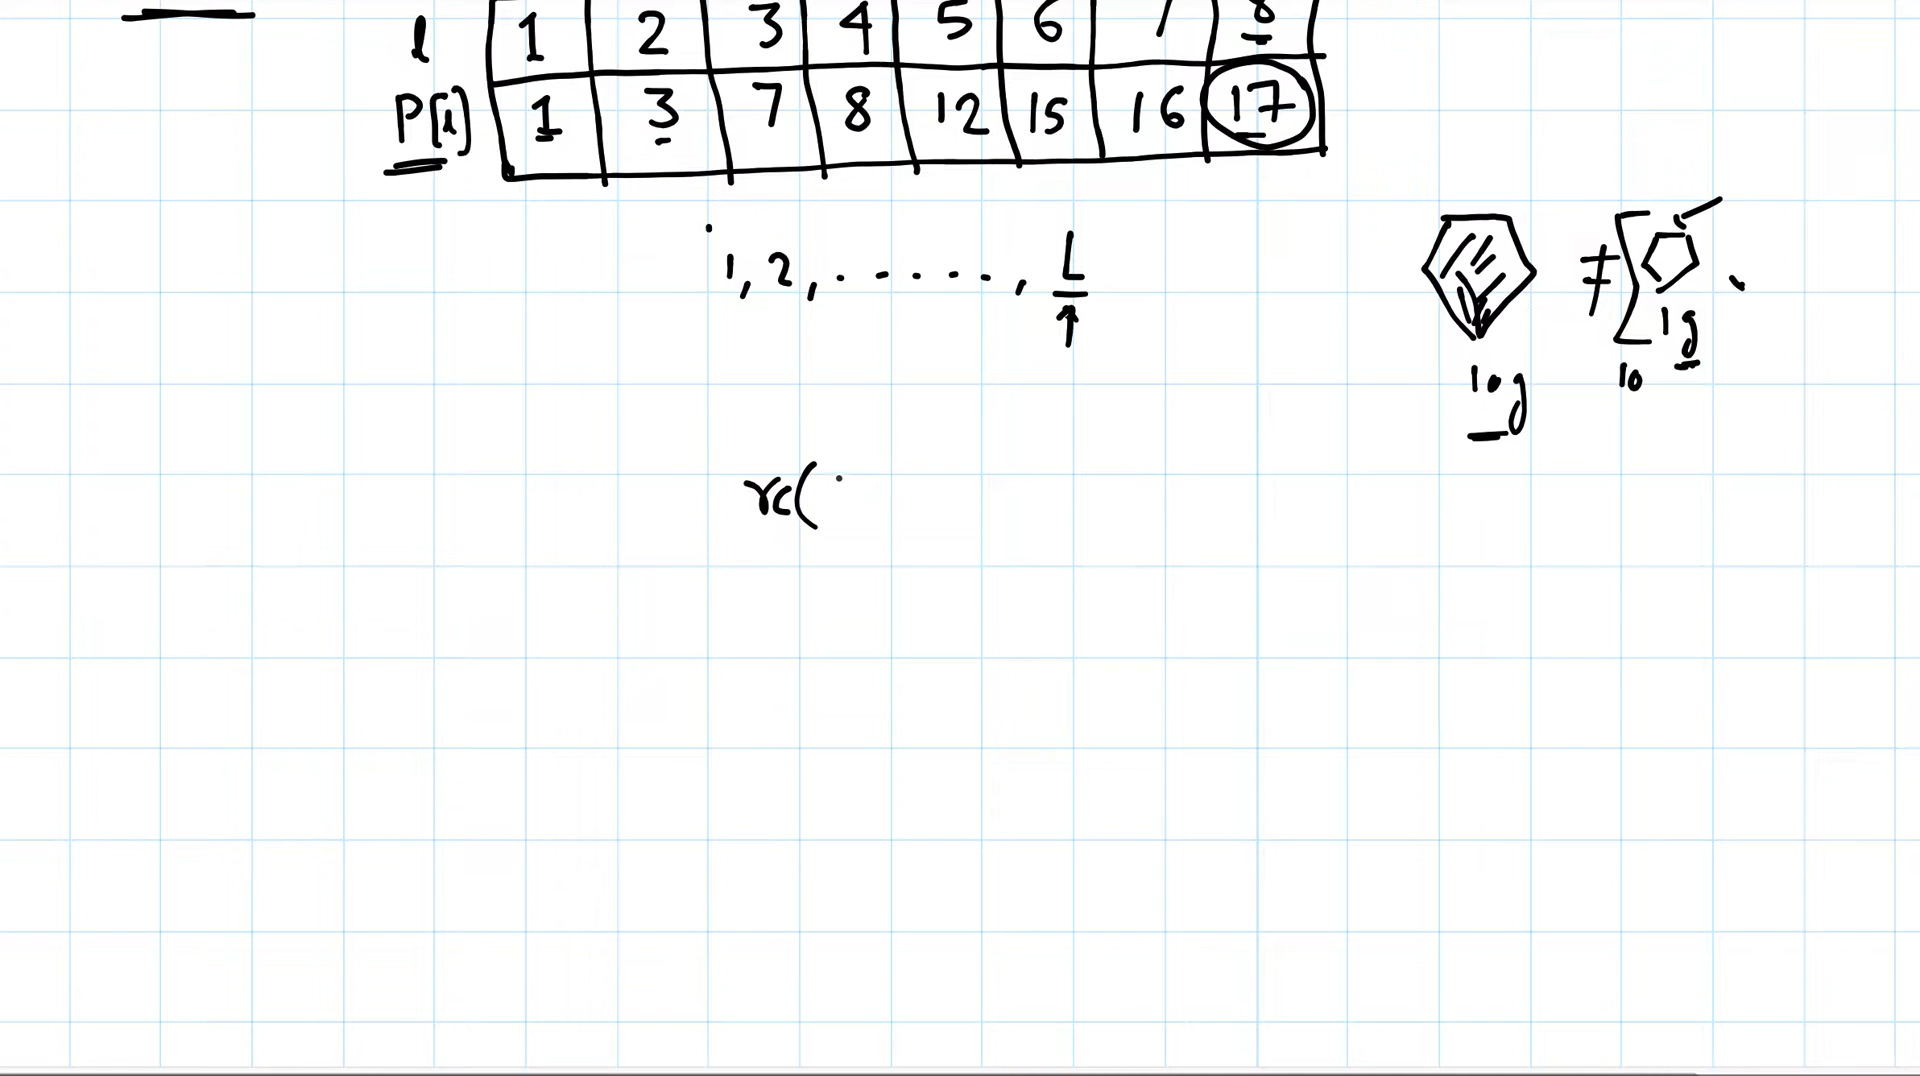 l 1 2 3 4 5 6 7 8
P[i] 1 3 7 8 12 15 16 17
1, 2, . . . . . , L
≠
10g
1g
10
rc(